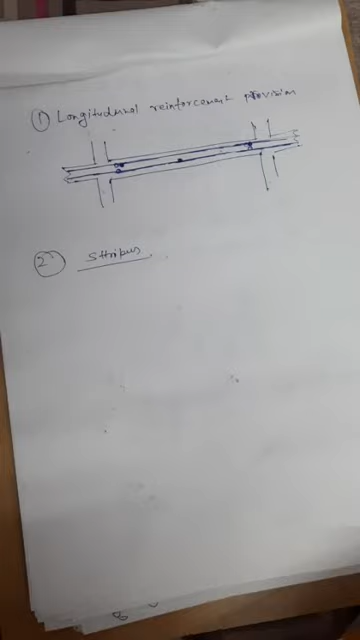 ① Longitudinal reinforcement provision
② Stirrups.